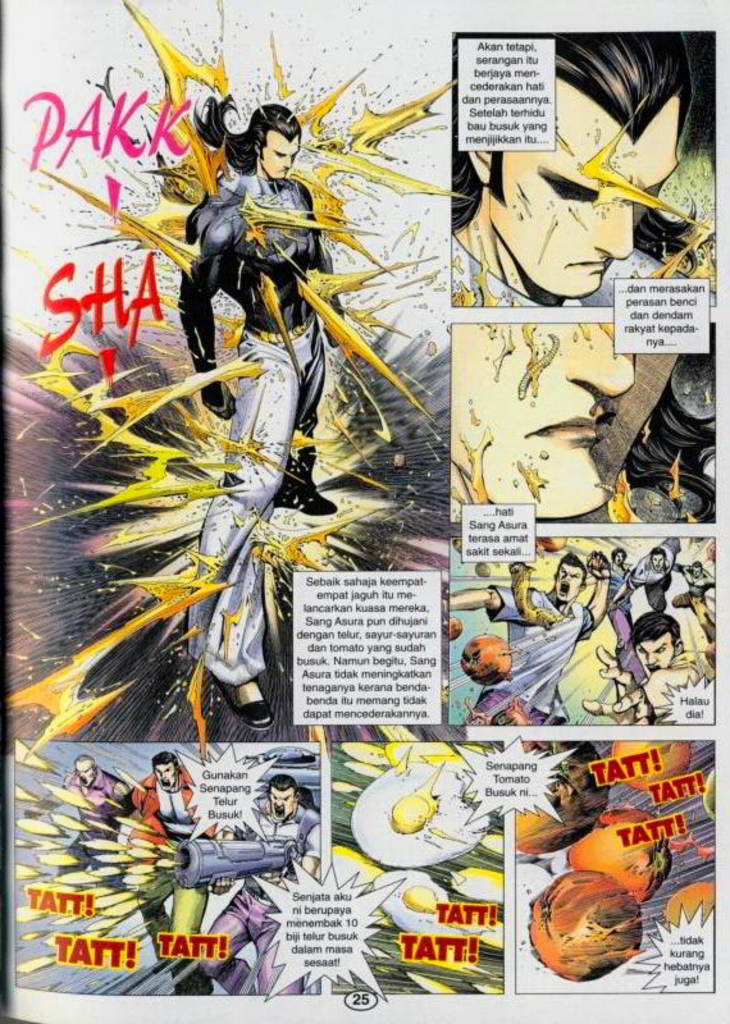 PAKK
!
SHA
!
Akan tetapi,
serangan itu
berjaya men-
cederakan hati
dan perasaannya.
Setelah terhidu
bau busuk yang
menjijikkan itu....
...dan merasakan
perasan benci
dan dendam
rakyat kepada-
nya....
....hati
Sang Asura
terasa amat
sakit sekali...
Sebaik sahaja keempat-
empat jaguh itu me-
lancarkan kuasa mereka,
Sang Asura pun dihujani
dengan telur, sayur-sayuran
dan tomato yang sudah
busuk. Namun begitu, Sang
Asura tidak meningkatkan
tenaganya kerana benda-
benda itu memang tidak
dapat mencederakannya.
Halau
dia!
Gunakan
Senapang
Telur
Busuk!
TATT!
TATT!
TATT!
Senjata aku
ni berupaya
menembak 10
biji telur busuk
dalam masa
sesaat!
Senapang
Tomato
Busuk ni...
TATT!
TATT!
TATT!
TATT!
TATT!
...tidak
kurang
hebatnya
juga!
25